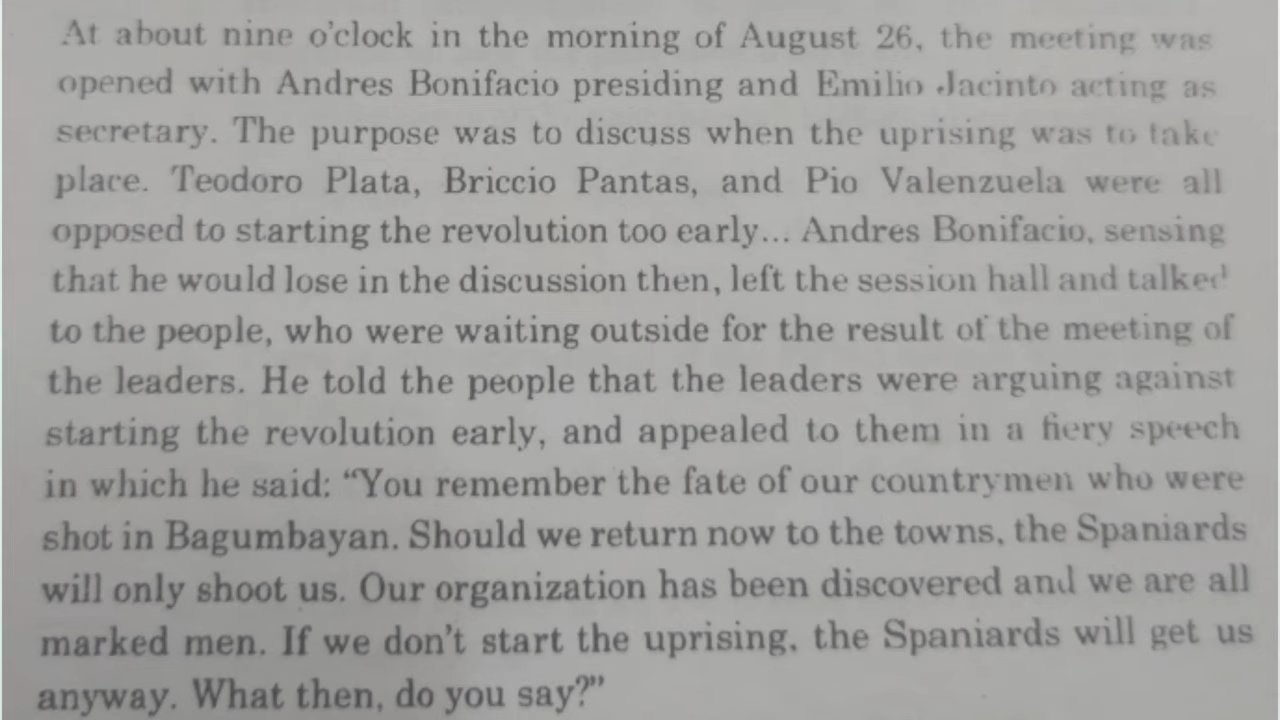 At about nine o'clock in the morning of August 26, the meeting was
opened with Andres Bonifacio presiding and Emilio Jacinto acting as
secretary. The purpose was to discuss when the uprising was to take
place. Teodoro Plata, Briccio Pantas, and Pio Valenzuela were all
opposed to starting the revolution too early... Andres Bonifacio, sensing
that he would lose in the discussion then, left the session hall and talked
to the people, who were waiting outside for the result of the meeting of
the leaders. He told the people that the leaders were arguing against
starting the revolution early, and appealed to them in a fiery speech
in which he said: “You remember the fate of our countrymen who were
shot in Bagumbayan. Should we return now to the towns, the Spaniards
will only shoot us. Our organization has been discovered and we are all
marked men. If we don't start the uprising, the Spaniards will get us
anyway. What then, do you say?”